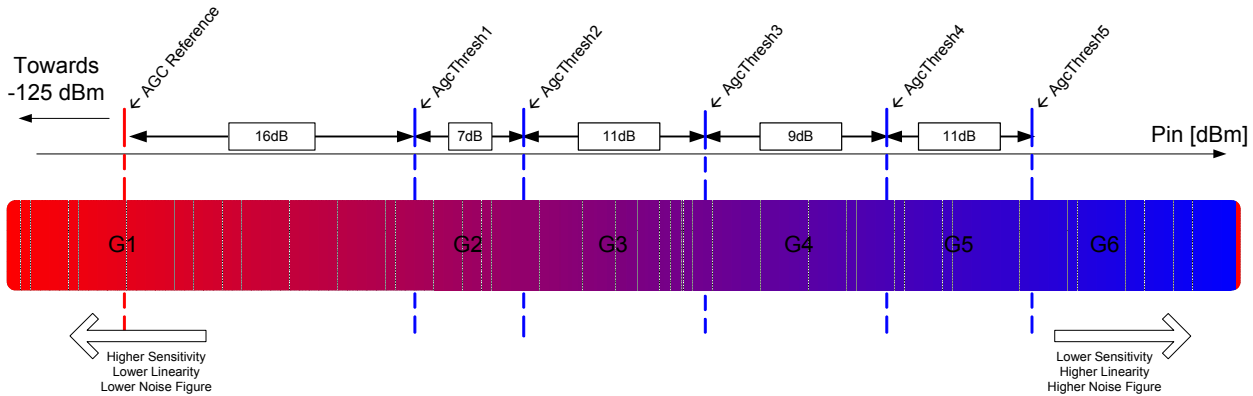 Towards
-125 dBm
AGC Reference
AgcThresh1
AgcThresh2
AgcThresh3
AgcThresh4
AgcThresh5
16dB
7dB
11dB
9dB
11dB
Pin [dBm]
G1
G2
G3
G4
G5
G6
Higher Sensitivity
Lower Linearity
Lower Noise Figure
Lower Sensitivity
Higher Linearity
Higher Noise Figure